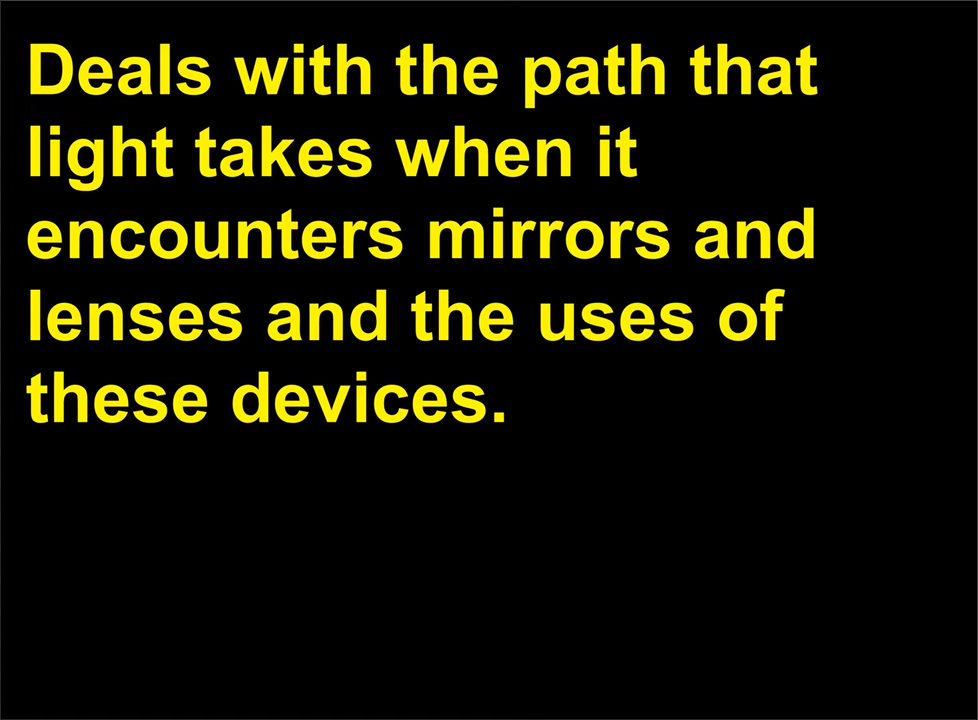 Deals with the path that
light takes when it
encounters mirrors and
lenses and the uses of
these devices.